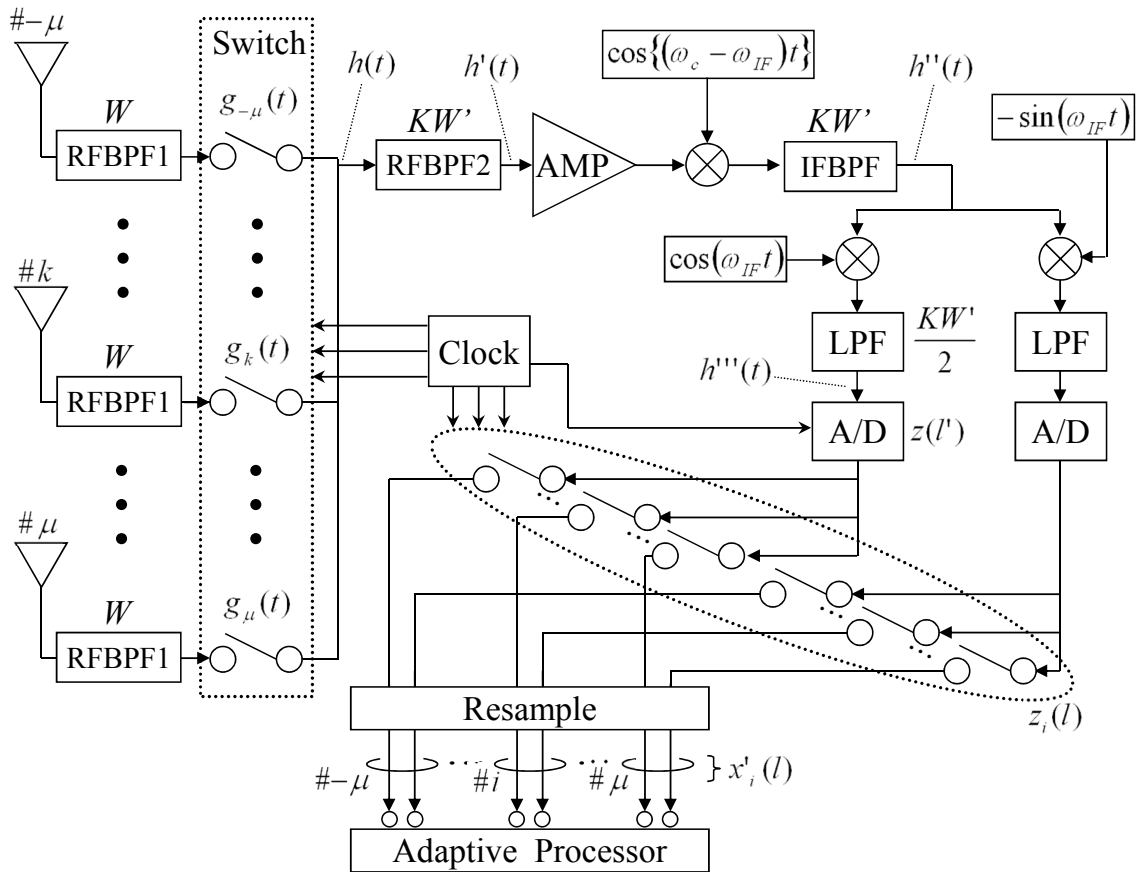 #−μ
Switch
W
RFBPF1
g₋μ(t)
h(t)
KW’
RFBPF2
h'(t)
AMP
cos{(ω_c − ω_IF)t}
KW’
IFBPF
h''(t)
−sin(ω_IF t)
#k
W
RFBPF1
g_k(t)
Clock
cos(ω_IF t)
LPF
KW'
2
LPF
h'''(t)
A/D
z(l')
A/D
#μ
W
RFBPF1
g_μ(t)
z_i(l)
Resample
#−μ
#i
#μ
x'_i(l)
Adaptive Processor